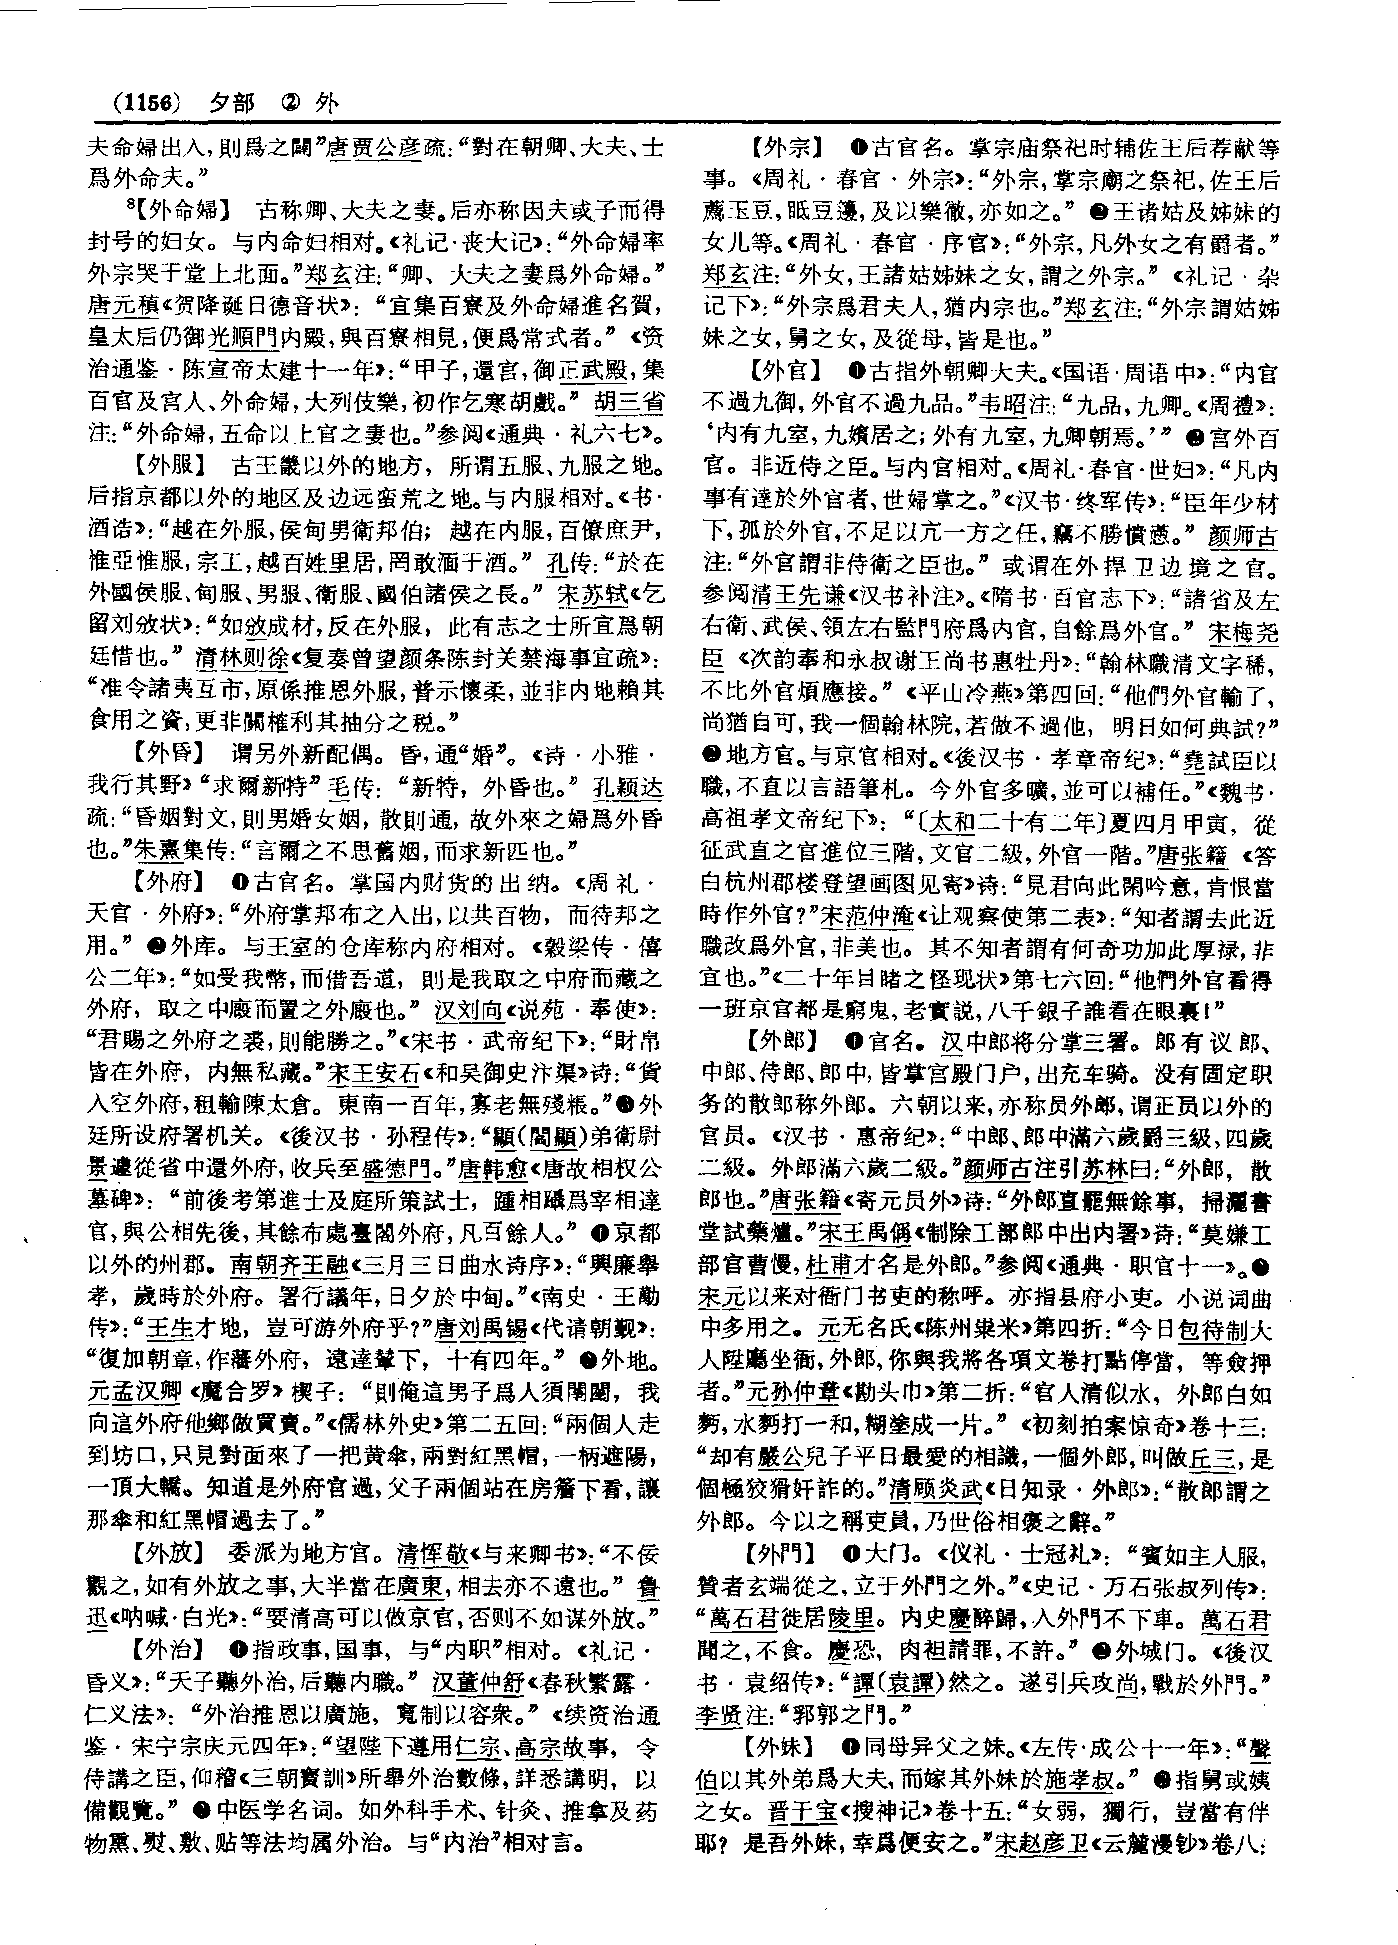 (1156) 夕部 ② 外
夫命婦出入，則爲之闢”唐贾公彦疏：“對在朝卿、大夫、士
爲外命夫。”
⁸【外命婦】 古称卿、大夫之妻。后亦称因夫或子而得
封号的妇女。与内命妇相对。《礼记·丧大记》：“外命婦率
外宗哭于堂上北面。”郑玄注：“卿、大夫之妻爲外命婦。”
唐元稹《贺降诞日德音状》：“宜集百寮及外命婦進名賀，
皇太后仍御光順門内殿，與百寮相見，便爲常式者。”《资
治通鉴·陈宣帝太建十一年》：“甲子，還宫，御正武殿，集
百官及宫人、外命婦，大列伎樂，初作乞寒胡戲。”胡三省
注：“外命婦，五命以上官之妻也。”参阅《通典·礼六七》。
【外服】 古王畿以外的地方，所谓五服、九服之地。
后指京都以外的地区及边远蛮荒之地。与内服相对。《书·
酒诰》：“越在外服，侯甸男衛邦伯；越在内服，百僚庶尹，
惟亞惟服，宗工，越百姓里居，罔敢湎于酒。”孔传：“於在
外國侯服、甸服、男服、衛服、國伯諸侯之長。”宋苏轼《乞
留刘攽状》：“如攽成材，反在外服，此有志之士所宜爲朝
廷惜也。”清林则徐《复奏曾望颜条陈封关禁海事宜疏》：
“准令諸夷互市，原係推恩外服，普示懷柔，並非内地賴其
食用之資，更非關榷利其抽分之税。”
【外昏】 谓另外新配偶。昏，通“婚”。《诗·小雅·
我行其野》“求爾新特”毛传：“新特，外昏也。”孔颖达
疏：“昏姻對文，則男婚女姻，散則通，故外來之婦爲外昏
也。”朱熹集传：“言爾之不思舊姻，而求新匹也。”
【外府】 ❶古官名。掌国内财货的出纳。《周礼·
天官·外府》：“外府掌邦布之入出，以共百物，而待邦之
用。”❷外库。与王室的仓库称内府相对。《穀梁传·僖
公二年》：“如受我幣，而借吾道，則是我取之中府而藏之
外府，取之中廄而置之外廄也。”汉刘向《说苑·奉使》：
“君賜之外府之裘，則能勝之。”《宋书·武帝纪下》：“財帛
皆在外府，内無私藏。”宋王安石《和吴御史汴渠》诗：“貨
入空外府，租輸陳太倉。東南一百年，寡老無殘粻。”❸外
廷所设府署机关。《後汉书·孙程传》：“顯(閻顯)弟衛尉
景遽從省中還外府，收兵至盛德門。”唐韩愈《唐故相权公
墓碑》：“前後考第進士及庭所策試士，踵相躡爲宰相達
官，與公相先後，其餘布處臺閣外府，凡百餘人。”❹京都
以外的州郡。南朝齐王融《三月三日曲水诗序》：“興廉舉
孝，歲時於外府。署行議年，日夕於中甸。”《南史·王勱
传》：“王生才地，豈可游外府乎？”唐刘禹锡《代请朝觐》：
“復加朝章，作藩外府，遠違輦下，十有四年。”❺外地。
元孟汉卿《魔合罗》楔子：“則俺這男子爲人須閙闤，我
向這外府他鄉做買賣。”《儒林外史》第二五回：“兩個人走
到坊口，只見對面來了一把黄傘，兩對紅黑帽，一柄遮陽，
一頂大轎。知道是外府官過，父子兩個站在房簷下看，讓
那傘和紅黑帽過去了。”
【外放】 委派为地方官。清恽敬《与来卿书》：“不佞
觀之，如有外放之事，大半當在廣東，相去亦不遠也。”鲁
迅《呐喊·白光》：“要清高可以做京官，否则不如谋外放。”
【外治】 ❶指政事，国事，与“内职”相对。《礼记·
昏义》：“天子聽外治，后聽内職。”汉董仲舒《春秋繁露·
仁义法》：“外治推恩以廣施，寬制以容衆。”《续资治通
鉴·宋宁宗庆元四年》：“望陛下遵用仁宗、高宗故事，令
侍講之臣，仰稽《三朝寶訓》所舉外治數條，詳悉講明，以
備觀覽。”❷中医学名词。如外科手术、针灸、推拿及药
物熏、熨、敷、贴等法均属外治。与“内治”相对言。
【外宗】 ❶古官名。掌宗庙祭祀时辅佐王后荐献等
事。《周礼·春官·外宗》：“外宗，掌宗廟之祭祀，佐王后
薦玉豆，眡豆籩，及以樂徹，亦如之。”❷王诸姑及姊妹的
女儿等。《周礼·春官·序官》：“外宗，凡外女之有爵者。”
郑玄注：“外女，王諸姑姊妹之女，謂之外宗。”《礼记·杂
记下》：“外宗爲君夫人，猶内宗也。”郑玄注：“外宗謂姑姊
妹之女，舅之女，及從母，皆是也。”
【外官】 ❶古指外朝卿大夫。《国语·周语中》：“内官
不過九御，外官不過九品。”韦昭注：“九品，九卿。《周禮》：
‘内有九室，九嬪居之；外有九室，九卿朝焉。’”❷宫外百
官。非近侍之臣。与内官相对。《周礼·春官·世妇》：“凡内
事有達於外官者，世婦掌之。”《汉书·终军传》：“臣年少材
下，孤於外官，不足以亢一方之任，竊不勝憤懣。”颜师古
注：“外官謂非侍衛之臣也。”或谓在外捍卫边境之官。
参阅清王先谦《汉书补注》。《隋书·百官志下》：“諸省及左
右衛、武侯、領左右監門府爲内官，自餘爲外官。”宋梅尧
臣《次韵奉和永叔谢王尚书惠牡丹》：“翰林職清文字稀，
不比外官煩應接。”《平山冷燕》第四回：“他們外官輸了，
尚猶自可，我一個翰林院，若做不過他，明日如何典試？”
❸地方官。与京官相对。《後汉书·孝章帝纪》：“堯試臣以
職，不直以言語筆札。今外官多曠，並可以補任。”《魏书·
高祖孝文帝纪下》：“〔太和二十有二年〕夏四月甲寅，從
征武直之官進位三階，文官二級，外官一階。”唐张籍《答
白杭州郡楼登望画图见寄》诗：“見君向此閑吟意，肯恨當
時作外官？”宋范仲淹《让观察使第二表》：“知者謂去此近
職改爲外官，非美也。其不知者謂有何奇功加此厚禄，非
宜也。”《二十年目睹之怪现状》第七六回：“他們外官看得
一班京官都是窮鬼，老實説，八千銀子誰看在眼裏！”
【外郎】 ❶官名。汉中郎将分掌三署。郎有议郎、
中郎、侍郎、郎中，皆掌宫殿门户，出充车骑。没有固定职
务的散郎称外郎。六朝以来，亦称员外郎，谓正员以外的
官员。《汉书·惠帝纪》：“中郎、郎中滿六歲爵三級，四歲
二級。外郎滿六歲二級。”颜师古注引苏林曰：“外郎，散
郎也。”唐张籍《寄元员外》诗：“外郎直罷無餘事，掃灑書
堂試藥爐。”宋王禹偁《制除工部郎中出内署》诗：“莫嫌工
部官曹慢，杜甫才名是外郎。”参阅《通典·职官十一》。❷
宋元以来对衙门书吏的称呼。亦指县府小吏。小说词曲
中多用之。元无名氏《陈州粜米》第四折：“今日包待制大
人陞廳坐衙，外郎，你與我將各項文卷打點停當，等僉押
者。”元孙仲章《勘头巾》第二折：“官人清似水，外郎白如
麪，水麪打一和，糊塗成一片。”《初刻拍案惊奇》卷十三：
“却有嚴公兒子平日最愛的相識，一個外郎，叫做丘三，是
個極狡猾奸詐的。”清顾炎武《日知录·外郎》：“散郎謂之
外郎。今以之稱吏員，乃世俗相褒之辭。”
【外門】 ❶大门。《仪礼·士冠礼》：“賓如主人服，
贊者玄端從之，立于外門之外。”《史记·万石张叔列传》：
“萬石君徙居陵里。内史慶醉歸，入外門不下車。萬石君
聞之，不食。慶恐，肉袒請罪，不許。”❷外城门。《後汉
书·袁绍传》：“譚(袁譚)然之。遂引兵攻尚，戰於外門。”
李贤注：“郛郭之門。”
【外妹】 ❶同母异父之妹。《左传·成公十一年》：“聲
伯以其外弟爲大夫，而嫁其外妹於施孝叔。”❷指舅或姨
之女。晋干宝《搜神记》卷十五：“女弱，獨行，豈當有伴
耶？是吾外妹，幸爲便安之。”宋赵彦卫《云麓漫钞》卷八：